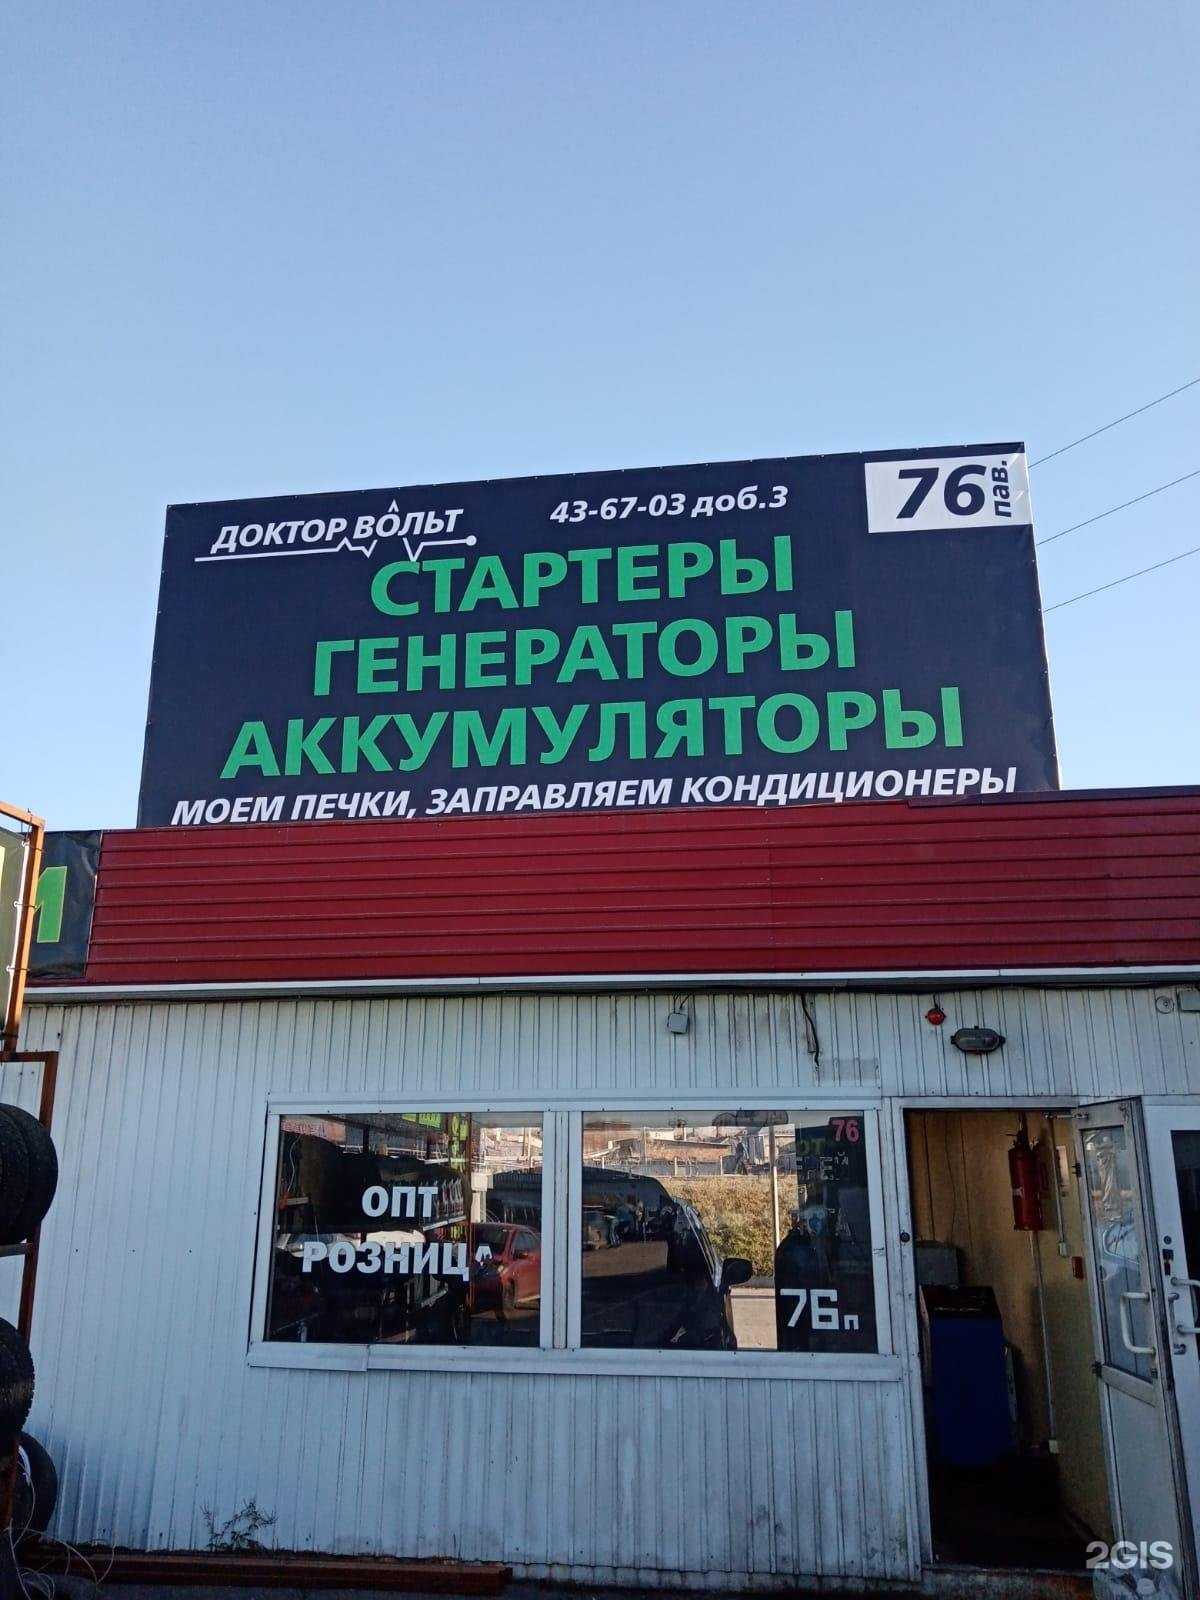 ДОКТОР ВОЛЬТ
43-67-03 доб.3
76 пав.
СТАРТЕРЫ
ГЕНЕРАТОРЫ
АККУМУЛЯТОРЫ
МОЕМ ПЕЧКИ, ЗАПРАВЛЯЕМ КОНДИЦИОНЕРЫ
76
ОПТ
РОЗНИЦА
76п
2GIS